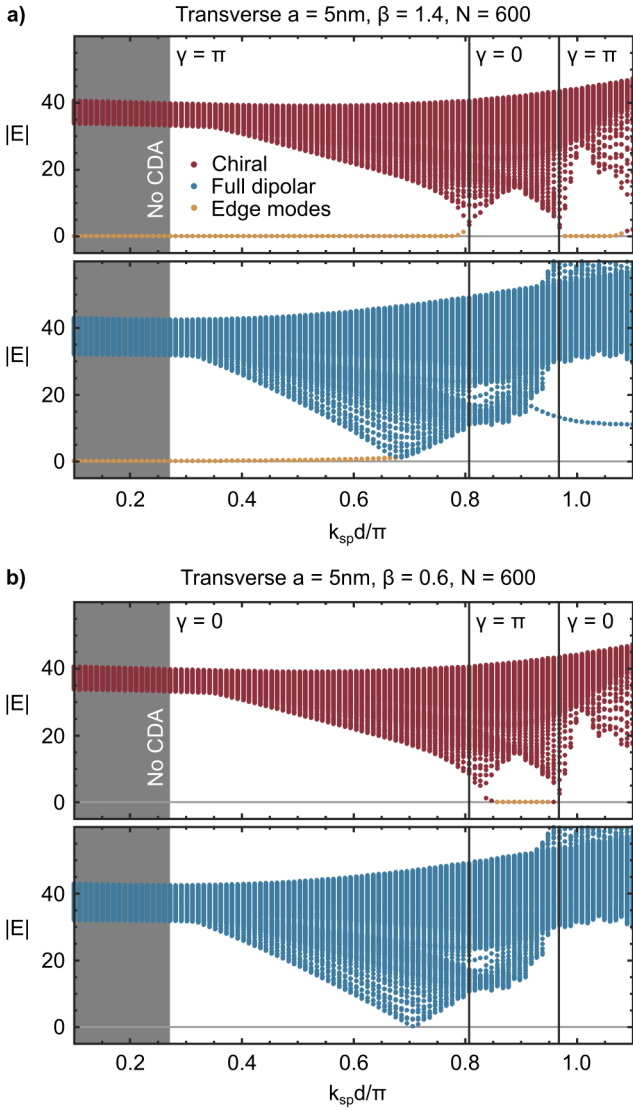 a)
Transverse a = 5nm, β = 1.4, N = 600
γ = π
γ = 0
γ = π
40
|E|
20
0
No CDA
Chiral
Full dipolar
Edge modes
40
|E|
20
0
0.2
0.4
0.6
0.8
1.0
k_sp d/π
b)
Transverse a = 5nm, β = 0.6, N = 600
γ = 0
γ = π
γ = 0
40
|E|
20
0
No CDA
40
|E|
20
0
0.2
0.4
0.6
0.8
1.0
k_sp d/π